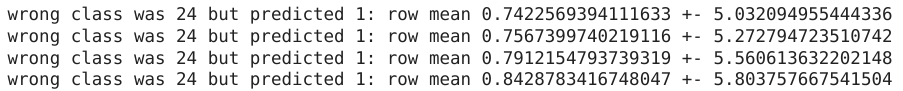 wrong class was 24 but predicted 1: row mean 0.7422569394111633 +- 5.032094955444336
wrong class was 24 but predicted 1: row mean 0.7567399740219116 +- 5.272794723510742
wrong class was 24 but predicted 1: row mean 0.7912154793739319 +- 5.560613632202148
wrong class was 24 but predicted 1: row mean 0.8428783416748047 +- 5.803757667541504